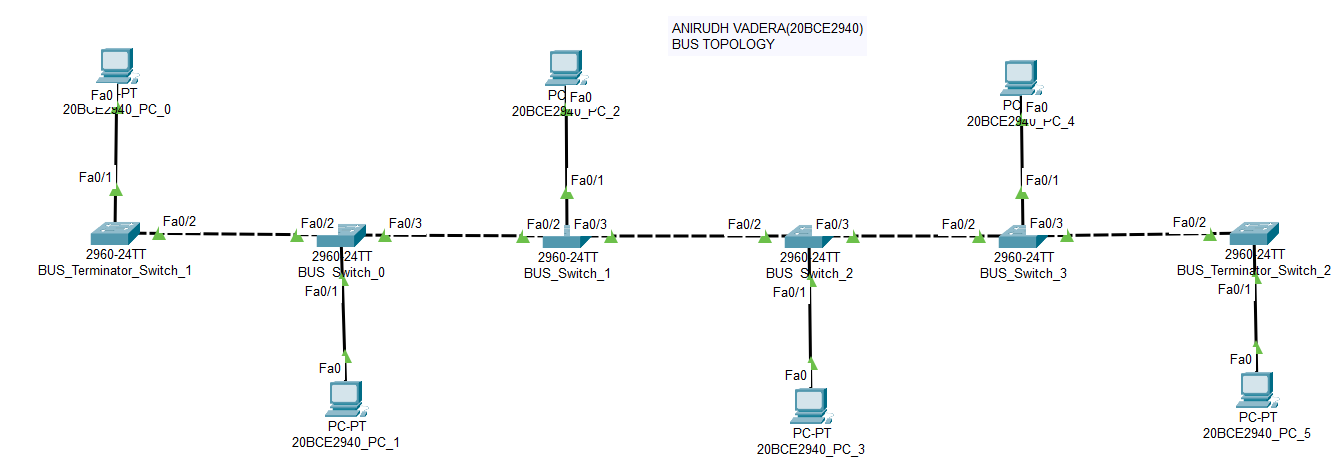 ANIRUDH VADERA(20BCE2940)
BUS TOPOLOGY
Fa0 -PT
20BCE2940_PC_0
PC Fa0
20BCE2940_PC_2
PC Fa0
20BCE2940_PC_4
Fa0/1
Fa0/1
Fa0/1
Fa0/2
Fa0/2
Fa0/3
Fa0/2
Fa0/3
Fa0/2
Fa0/3
Fa0/2
Fa0/3
Fa0/2
2960-24TT
BUS_Terminator_Switch_1
2960-24TT
BUS_Switch_0
2960-24TT
BUS_Switch_1
2960-24TT
BUS_Switch_2
2960-24TT
BUS_Switch_3
2960-24TT
BUS_Terminator_Switch_2
Fa0/1
Fa0/1
Fa0/1
Fa0
Fa0
Fa0
PC-PT
20BCE2940_PC_1
PC-PT
20BCE2940_PC_3
PC-PT
20BCE2940_PC_5